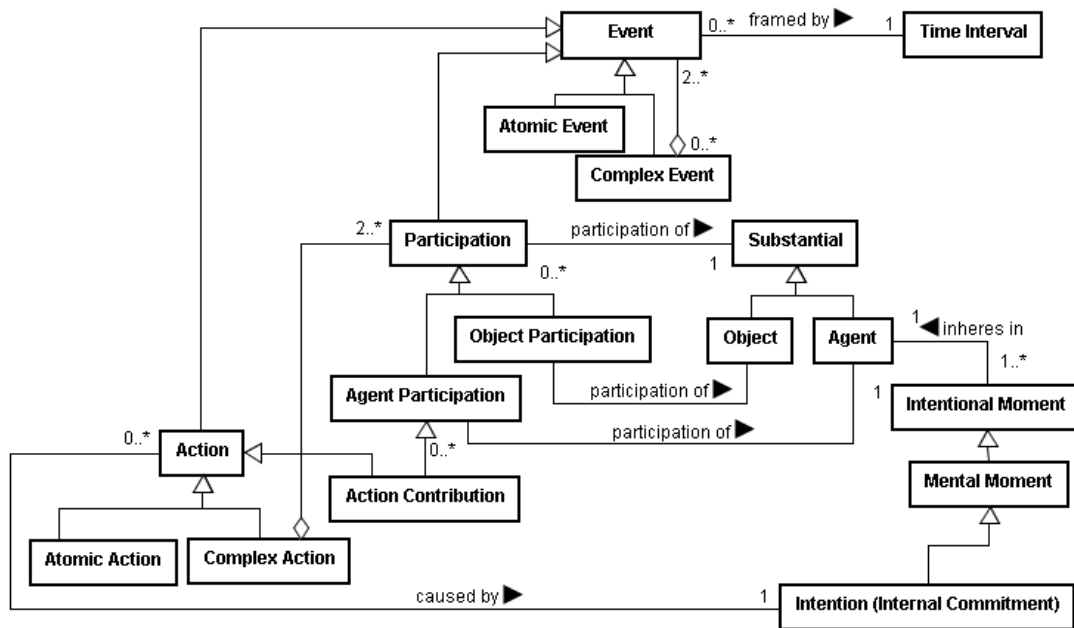 Event
0..*
framed by ▶
1
Time Interval
2..*
Atomic Event
0..*
Complex Event
2..*
Participation
participation of ▶
Substantial
0..*
1
Object Participation
Object
Agent
1
◀ inheres in
1..*
Agent Participation
participation of ▶
1
Intentional Moment
0..*
Action
0..*
participation of ▶
Action Contribution
Mental Moment
Atomic Action
Complex Action
caused by ▶
1
Intention (Internal Commitment)